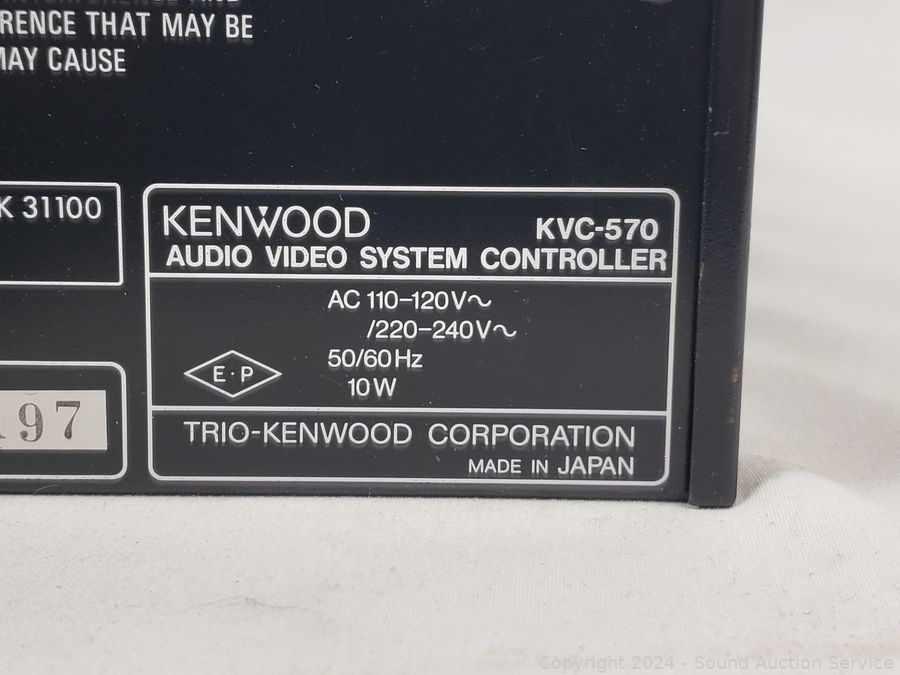 RENCE THAT MAY BE
MAY CAUSE
K 31100
KENWOOD KVC-570
AUDIO VIDEO SYSTEM CONTROLLER
AC 110–120V～
/220–240V～
50/60Hz
E·P
10W
197
TRIO-KENWOOD CORPORATION
MADE IN JAPAN
Copyright 2024 - Sound Auction Service